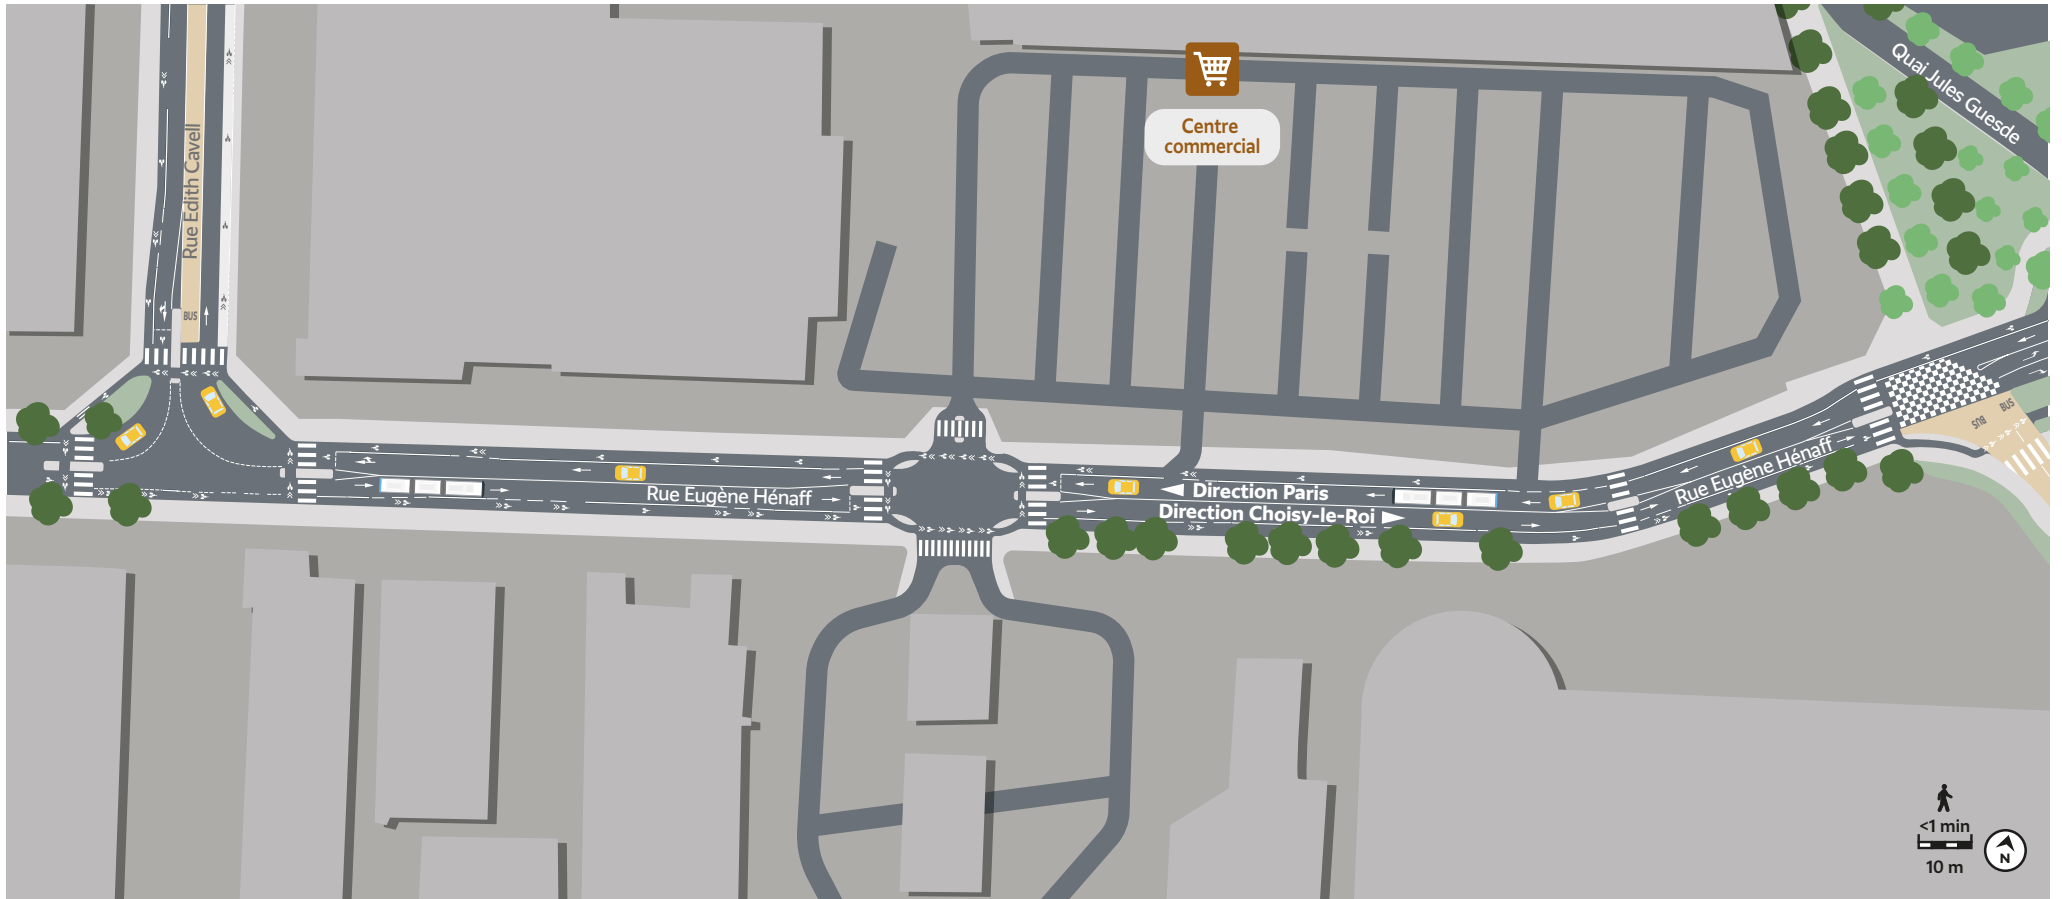 Quai Jules Guesde
Rue Edith Cavell
Centre
commercial
BUS
BUS
BUS
Rue Eugène Hénaff
Direction Paris
Direction Choisy-le-Roi
Rue Eugène Hénaff
<1 min
10 m
N